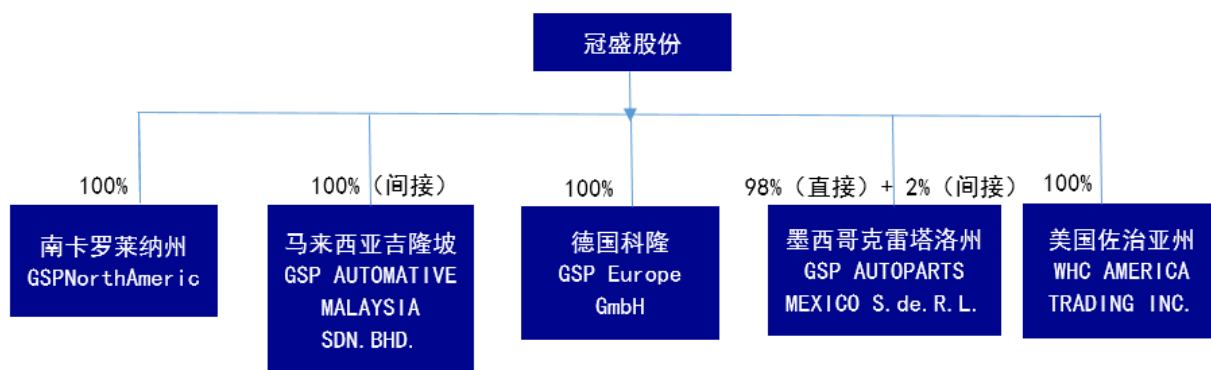 冠盛股份
100%
100%（间接）
100%
98%（直接）+ 2%（间接）
100%
南卡罗莱纳州
GSPNorthAmeric
马来西亚吉隆坡
GSP AUTOMATIVE
MALAYSIA
SDN.BHD.
德国科隆
GSP Europe
GmbH
墨西哥克雷塔洛州
GSP AUTOPARTS
MEXICO S.de.R.L.
美国佐治亚州
WHC AMERICA
TRADING INC.